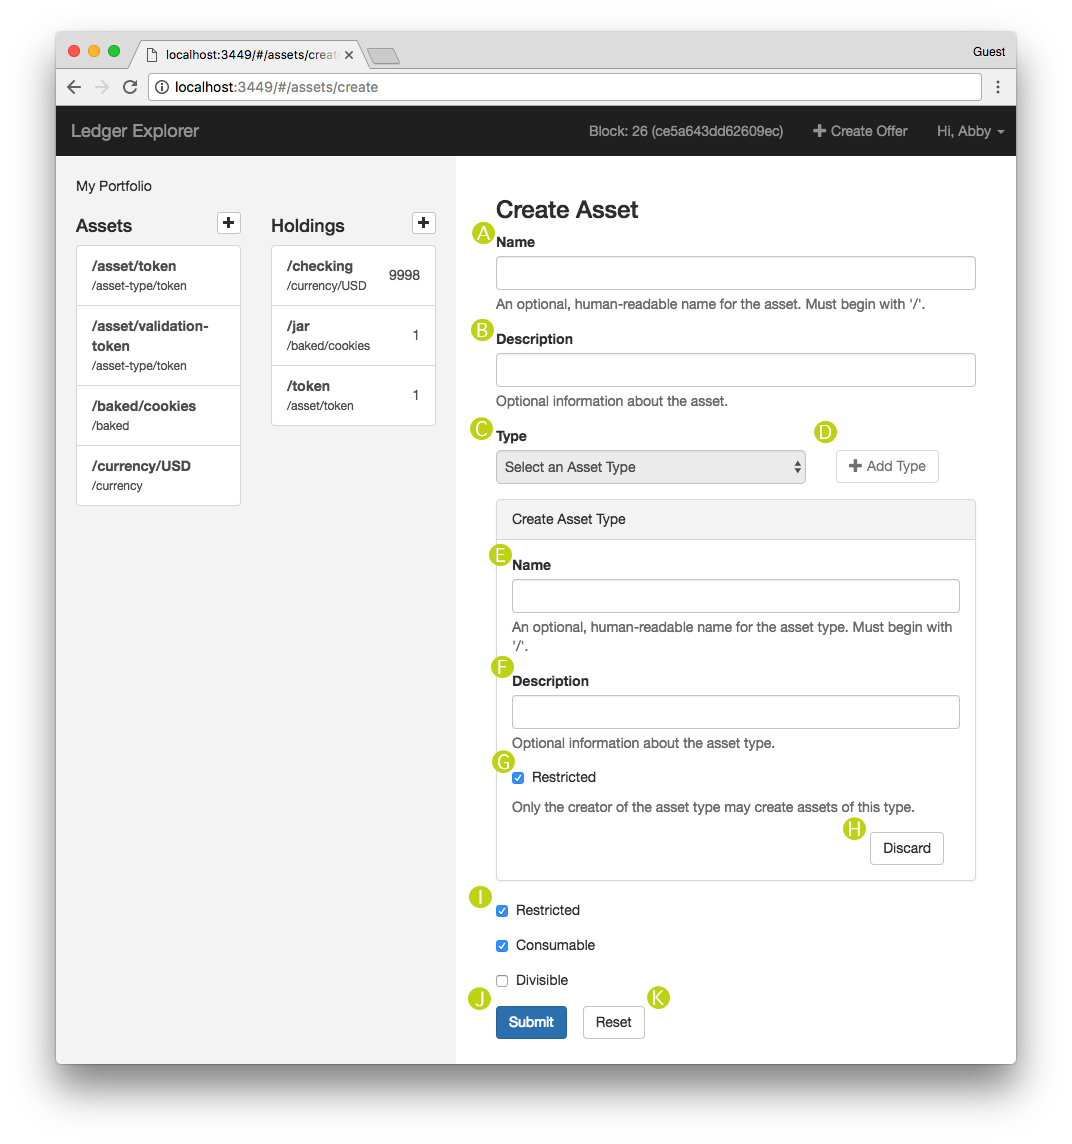 localhost:3449/#/assets/creat
Guest
localhost:3449/#/assets/create
Ledger Explorer
Block: 26 (ce5a643dd62609ec)
Create Offer
Hi, Abby
My Portfolio
Assets
/asset/token
/asset-type/token
/asset/validation-
token
/asset-type/token
/baked/cookies
/baked
/currency/USD
/currency
Holdings
/checking
9998
/currency/USD
/jar
1
/baked/cookies
/token
1
/asset/token
Create Asset
A
Name
An optional, human-readable name for the asset. Must begin with '/'.
B
Description
Optional information about the asset.
C
Type
Select an Asset Type
D
Add Type
Create Asset Type
E
Name
An optional, human-readable name for the asset type. Must begin with
'/'.
F
Description
Optional information about the asset type.
G
Restricted
Only the creator of the asset type may create assets of this type.
H
Discard
I
Restricted
Consumable
Divisible
J
Submit
K
Reset